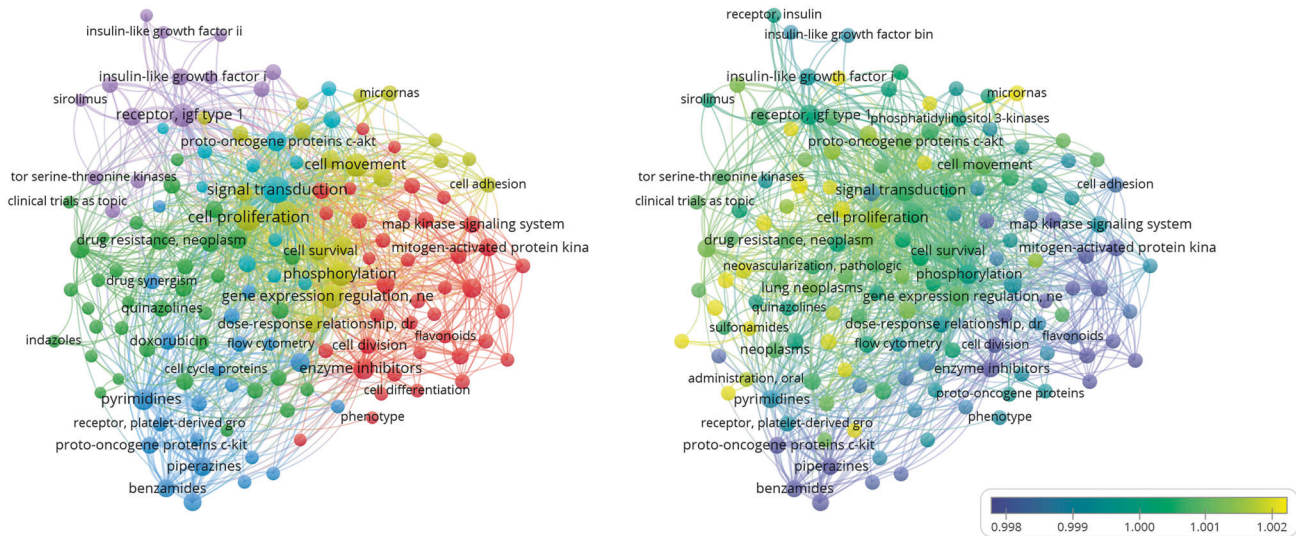 insulin-like growth factor ii
insulin-like growth factor i
sirolimus
micrornas
receptor, igf type 1
proto-oncogene proteins c-akt
cell movement
tor serine-threonine kinases
signal transduction
cell adhesion
clinical trials as topic
cell proliferation
map kinase signaling system
drug resistance, neoplasm
cell survival
mitogen-activated protein kina
drug synergism
phosphorylation
quinazolines
gene expression regulation, ne
dose-response relationship, dr
indazoles
doxorubicin
flow cytometry
cell division
flavonoids
cell cycle proteins
enzyme inhibitors
cell differentiation
pyrimidines
phenotype
receptor, platelet-derived gro
proto-oncogene proteins c-kit
piperazines
benzamides
receptor, insulin
insulin-like growth factor bin
insulin-like growth factor i
sirolimus
micrornas
receptor, igf type 1
phosphatidylinositol 3-kinases
proto-oncogene proteins c-akt
cell movement
tor serine-threonine kinases
signal transduction
cell adhesion
clinical trials as topic
cell proliferation
map kinase signaling system
drug resistance, neoplasm
cell survival
mitogen-activated protein kina
neovascularization, pathologic
phosphorylation
lung neoplasms
gene expression regulation, ne
quinazolines
sulfonamides
dose-response relationship, dr
flavonoids
neoplasms
flow cytometry
cell division
enzyme inhibitors
administration, oral
proto-oncogene proteins
pyrimidines
phenotype
receptor, platelet-derived gro
proto-oncogene proteins c-kit
piperazines
benzamides
0.998 0.999 1.000 1.001 1.002